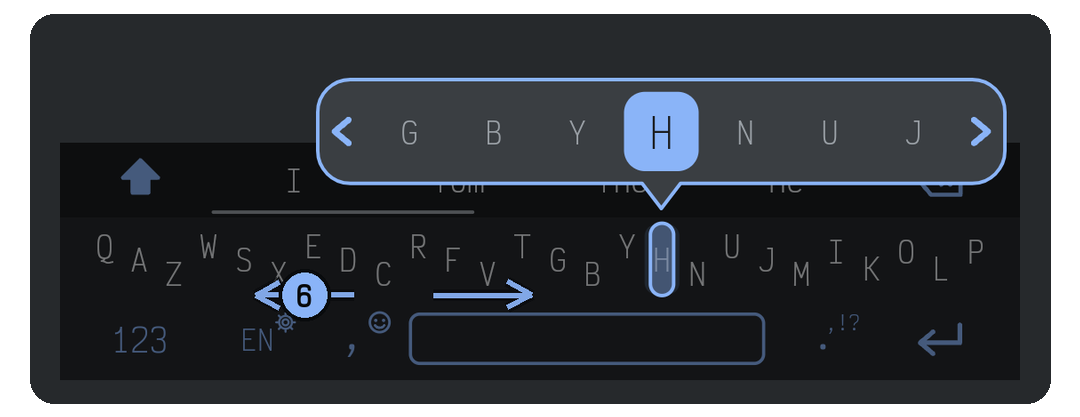 < G B Y H N U J >
I
Q A Z W S X E D C R F V T G B Y H N U J M I K O L P
6
123 EN , . ,!?